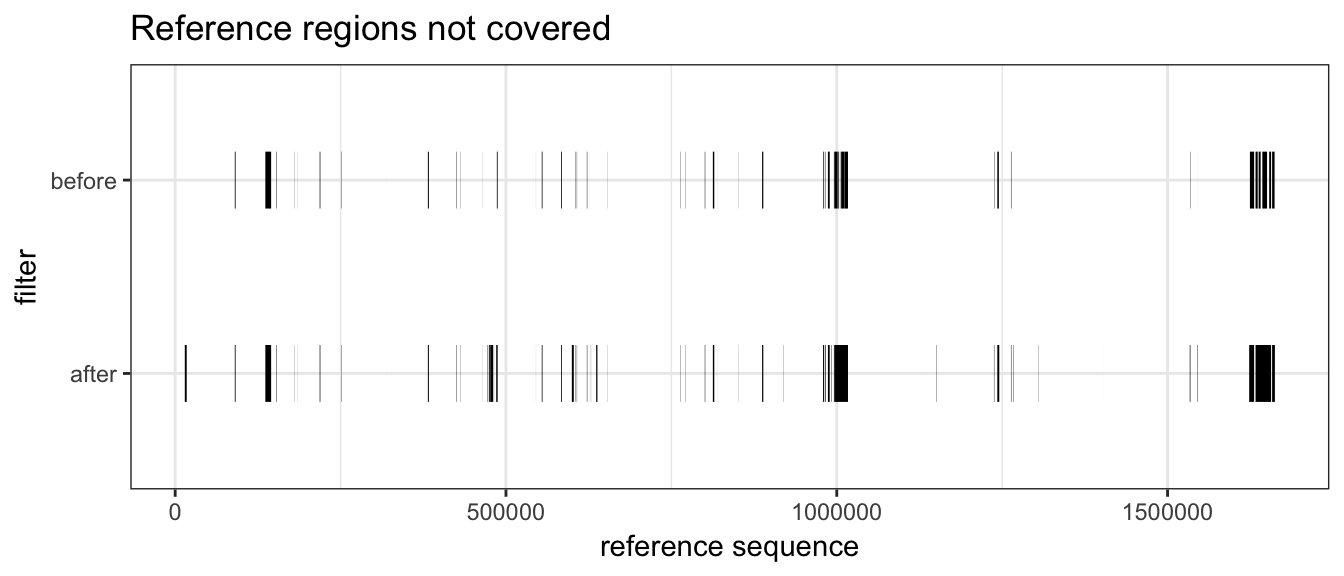 Reference regions not covered
before
filter
after
0 500000 1000000 1500000
reference sequence